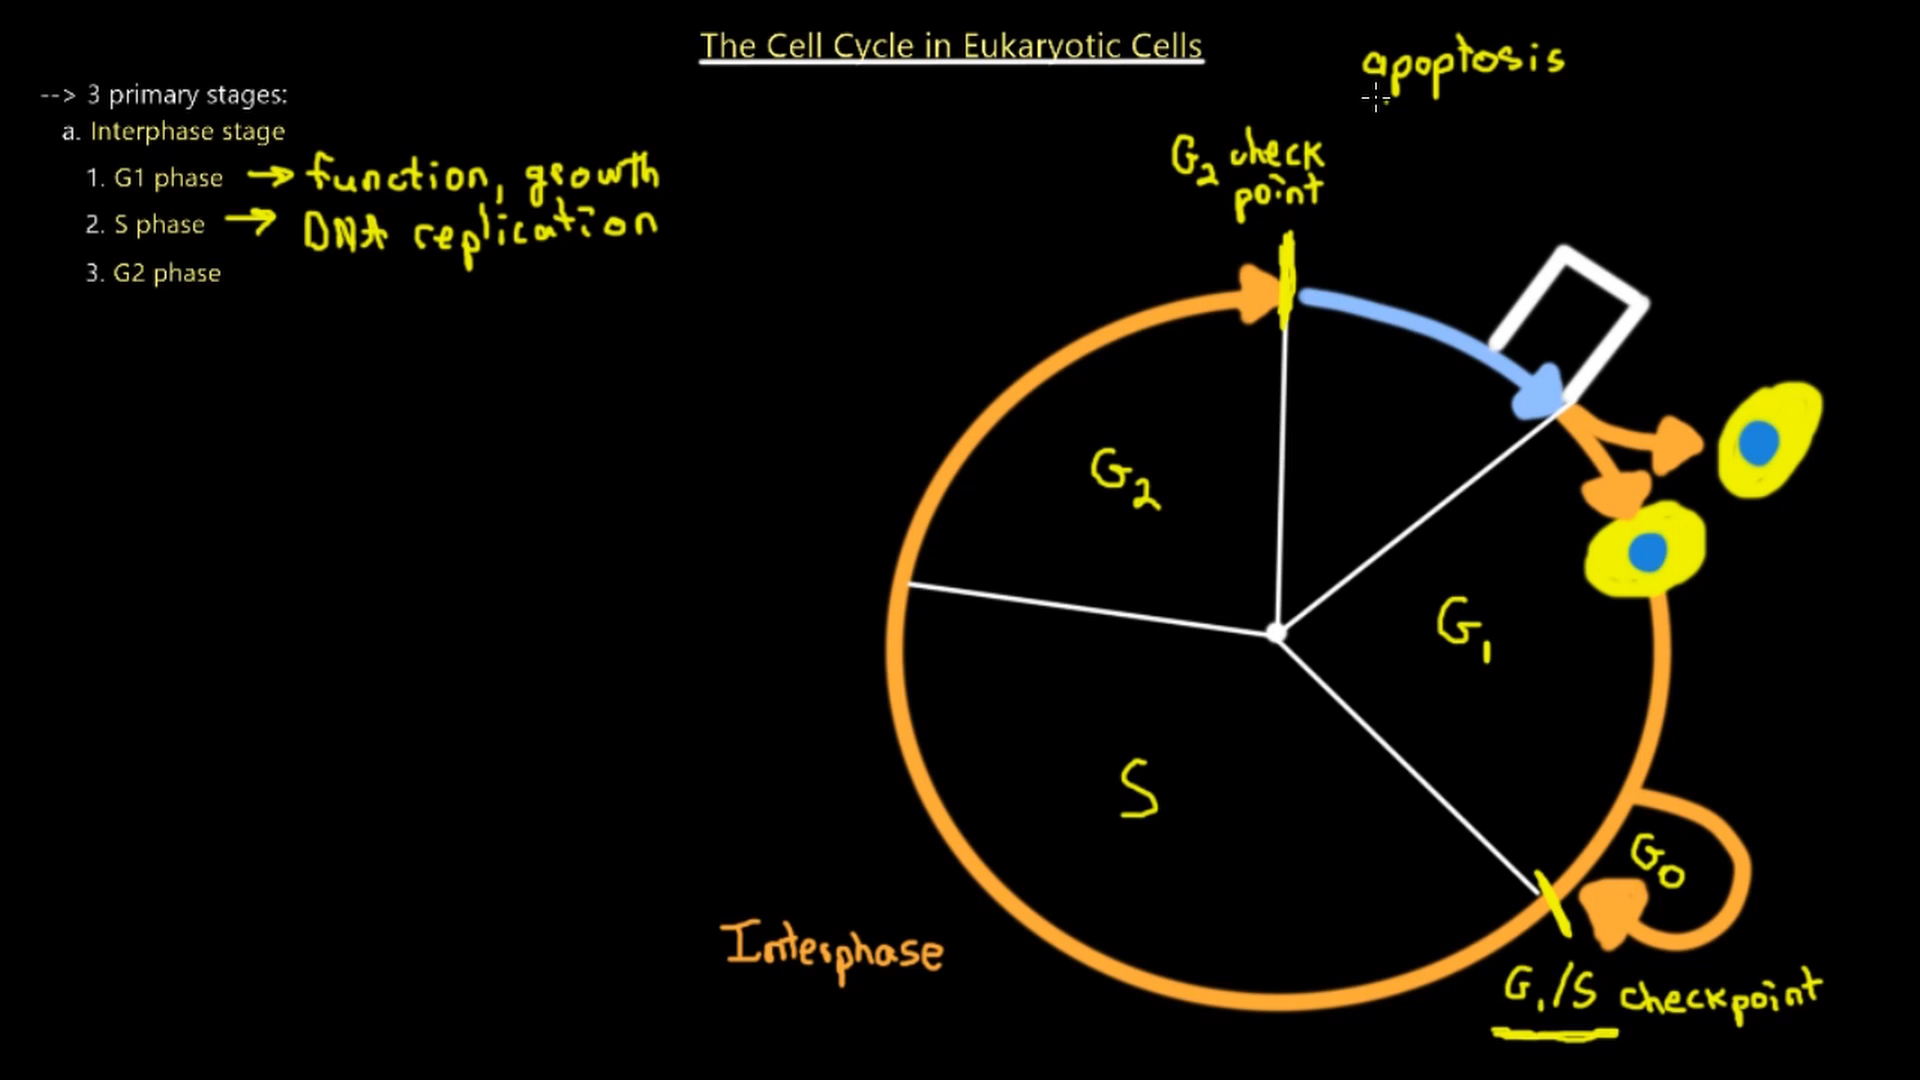 The Cell Cycle in Eukaryotic Cells
apoptosis
--> 3 primary stages:
a. Interphase stage
1. G1 phase → function, growth
2. S phase → DNA replication
3. G2 phase
G2 check
point
G2
G1
S
G0
Interphase
G1/S checkpoint